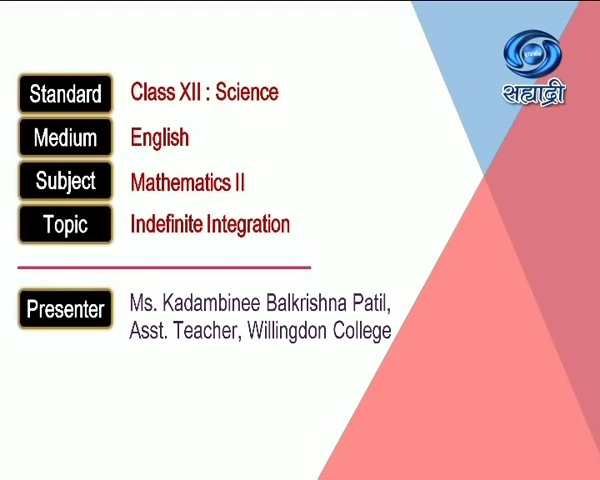 सह्याद्री
Standard Class XII : Science
Medium English
Subject Mathematics II
Topic Indefinite Integration
Presenter Ms. Kadambinee Balkrishna Patil,
Asst. Teacher, Willingdon College